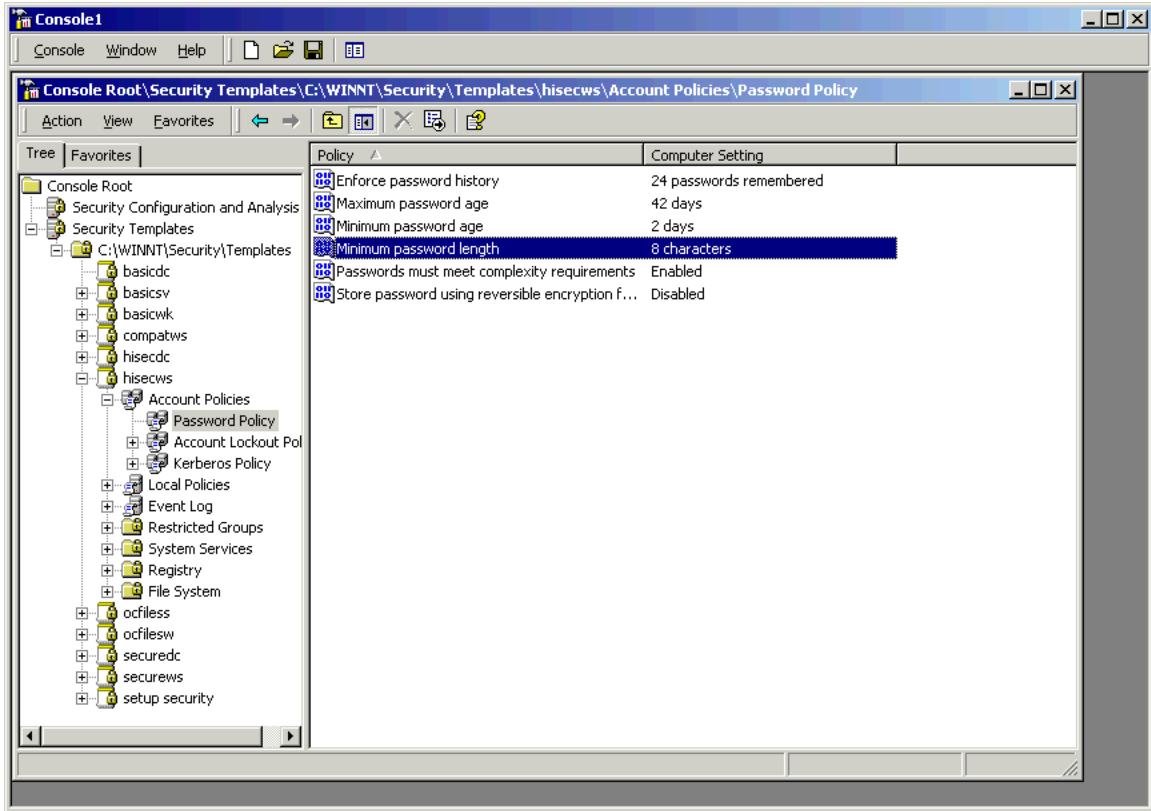 Console1
Console Window Help
Console Root\Security Templates\C:\WINNT\Security\Templates\hisecws\Account Policies\Password Policy
Action View Favorites
Tree Favorites
Policy Computer Setting
Console Root
Security Configuration and Analysis
Security Templates
C:\WINNT\Security\Templates
basicdc
basicsv
basicwk
compatws
hisecdc
hisecws
Account Policies
Password Policy
Account Lockout Pol
Kerberos Policy
Local Policies
Event Log
Restricted Groups
System Services
Registry
File System
ocfiless
ocfilesw
securedc
securews
setup security
Enforce password history 24 passwords remembered
Maximum password age 42 days
Minimum password age 2 days
Minimum password length 8 characters
Passwords must meet complexity requirements Enabled
Store password using reversible encryption f... Disabled